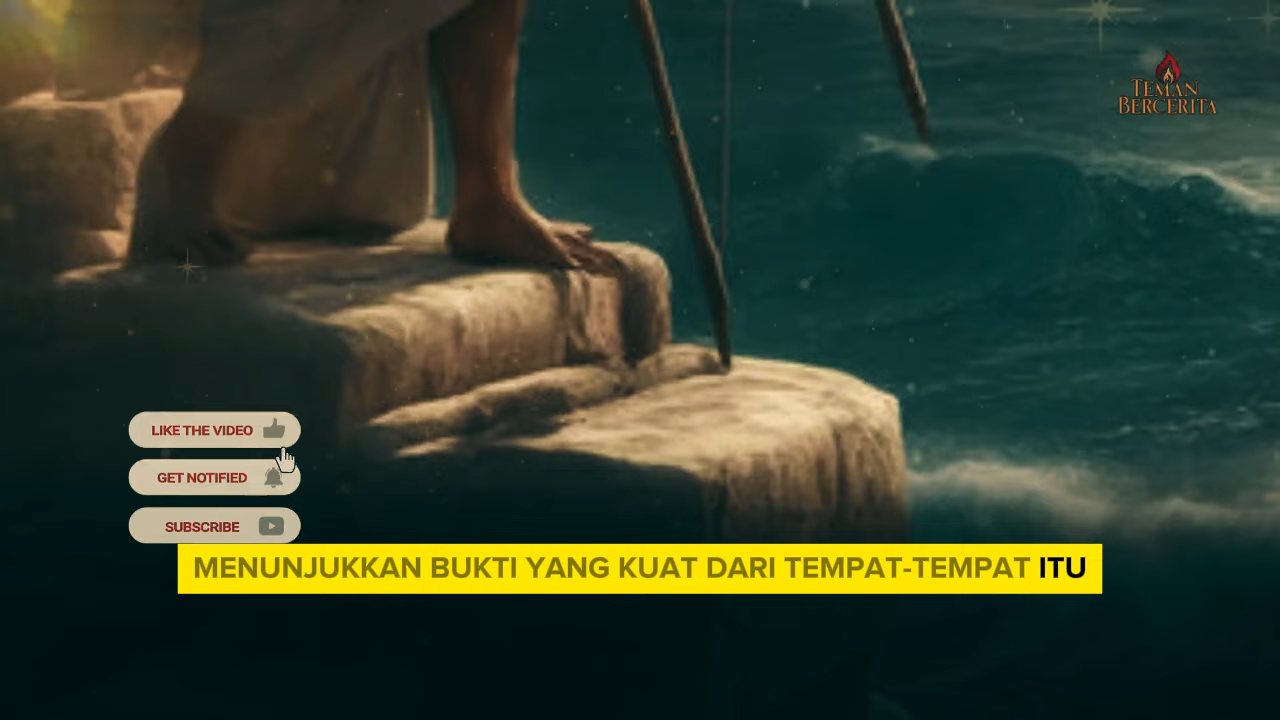 TEMAN
BERCERITA
LIKE THE VIDEO
GET NOTIFIED
SUBSCRIBE
MENUNJUKKAN BUKTI YANG KUAT DARI TEMPAT-TEMPAT ITU